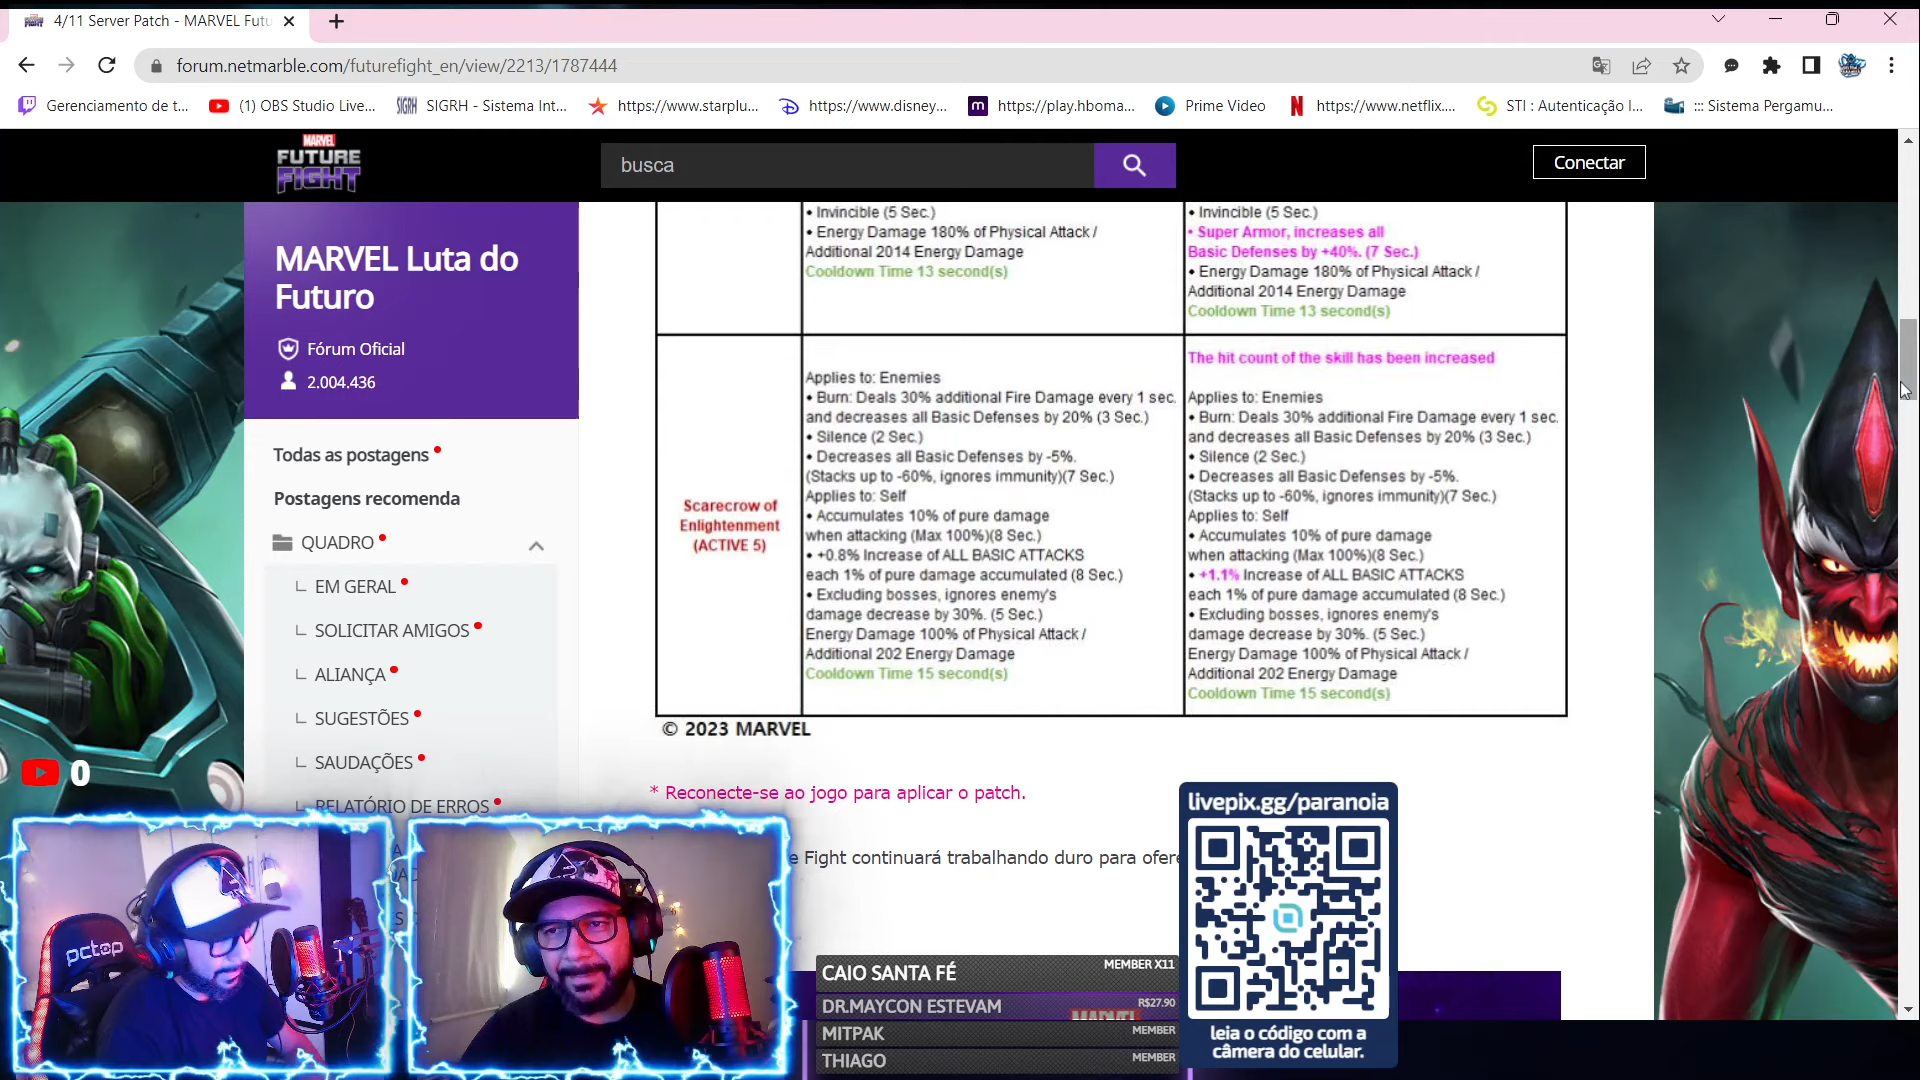 4/11 Server Patch - MARVEL Futu
forum.netmarble.com/futurefight_en/view/2213/1787444
Gerenciamento de t...
(1) OBS Studio Live...
SIGRH
SIGRH - Sistema Int...
https://www.starplu...
https://www.disney...
m
https://play.hboma...
Prime Video
N
https://www.netflix....
STI : Autenticação I...
::: Sistema Pergamu...
MARVEL
FUTURE
FIGHT
busca
Conectar
MARVEL Luta do
Futuro
Fórum Oficial
2.004.436
Todas as postagens
Postagens recomenda
QUADRO
EM GERAL
SOLICITAR AMIGOS
ALIANÇA
SUGESTÕES
SAUDAÇÕES
RELATÓRIO DE ERROS
• Invincible (5 Sec.)
• Energy Damage 180% of Physical Attack /
Additional 2014 Energy Damage
Cooldown Time 13 second(s)
• Invincible (5 Sec.)
• Super Armor, increases all
Basic Defenses by +40%. (7 Sec.)
• Energy Damage 180% of Physical Attack /
Additional 2014 Energy Damage
Cooldown Time 13 second(s)
Scarecrow of
Enlightenment
(ACTIVE 5)
Applies to: Enemies
• Burn: Deals 30% additional Fire Damage every 1 sec.
and decreases all Basic Defenses by 20% (3 Sec.)
• Silence (2 Sec.)
• Decreases all Basic Defenses by -5%.
(Stacks up to -60%, ignores immunity)(7 Sec.)
Applies to: Self
• Accumulates 10% of pure damage
when attacking (Max 100%)(8 Sec.)
• +0.8% Increase of ALL BASIC ATTACKS
each 1% of pure damage accumulated (8 Sec.)
• Excluding bosses, ignores enemy's
damage decrease by 30%. (5 Sec.)
Energy Damage 100% of Physical Attack /
Additional 202 Energy Damage
Cooldown Time 15 second(s)
The hit count of the skill has been increased
Applies to: Enemies
• Burn: Deals 30% additional Fire Damage every 1 sec.
and decreases all Basic Defenses by 20% (3 Sec.)
• Silence (2 Sec.)
• Decreases all Basic Defenses by -5%.
(Stacks up to -60%, ignores immunity)(7 Sec.)
Applies to: Self
• Accumulates 10% of pure damage
when attacking (Max 100%)(8 Sec.)
• +1.1% Increase of ALL BASIC ATTACKS
each 1% of pure damage accumulated (8 Sec.)
• Excluding bosses, ignores enemy's
damage decrease by 30%. (5 Sec.)
Energy Damage 100% of Physical Attack /
Additional 202 Energy Damage
Cooldown Time 15 second(s)
© 2023 MARVEL
* Reconecte-se ao jogo para aplicar o patch.
e Fight continuará trabalhando duro para ofere
0
pctop
livepix.gg/paranoia
leia o código com a
câmera do celular.
CAIO SANTA FÉ MEMBER X11
DR.MAYCON ESTEVAM R$27.90
MITPAK MEMBER
THIAGO MEMBER